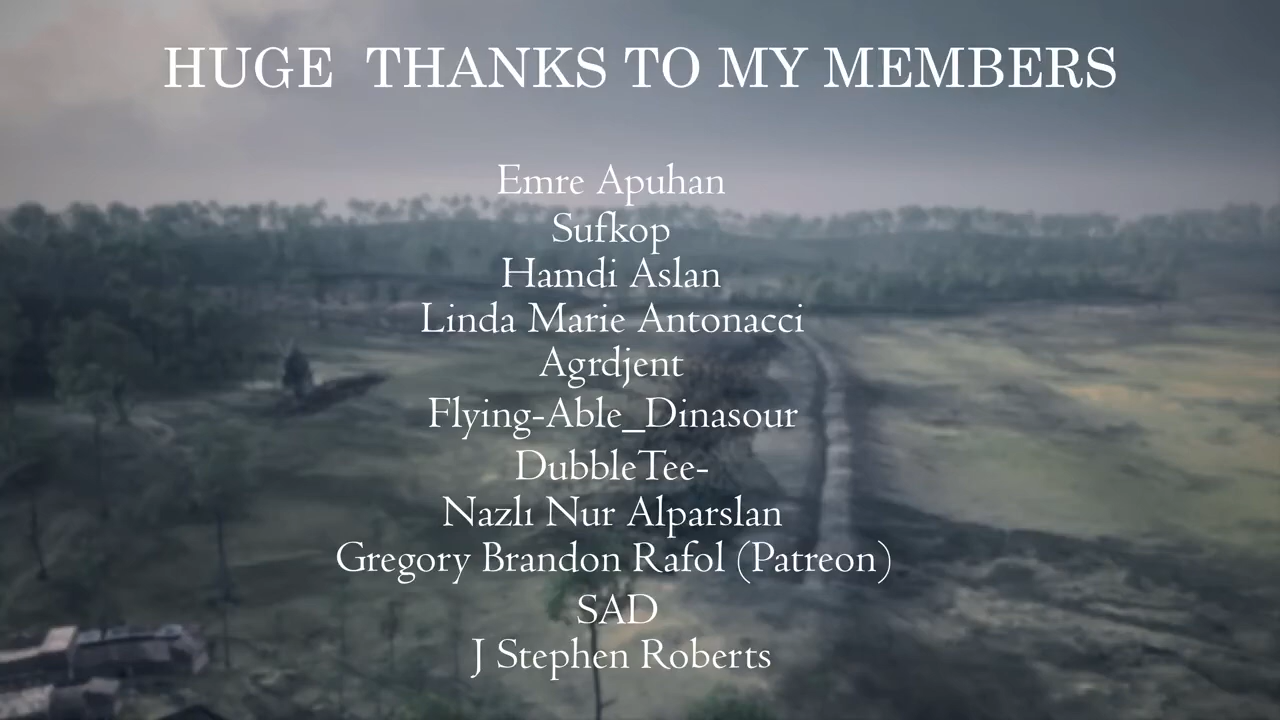 HUGE THANKS TO MY MEMBERS
Emre Apuhan
Sufkop
Hamdi Aslan
Linda Marie Antonacci
Agrdjent
Flying-Able_Dinasour
DubbleTee-
Nazlı Nur Alparslan
Gregory Brandon Rafol (Patreon)
SAD
J Stephen Roberts